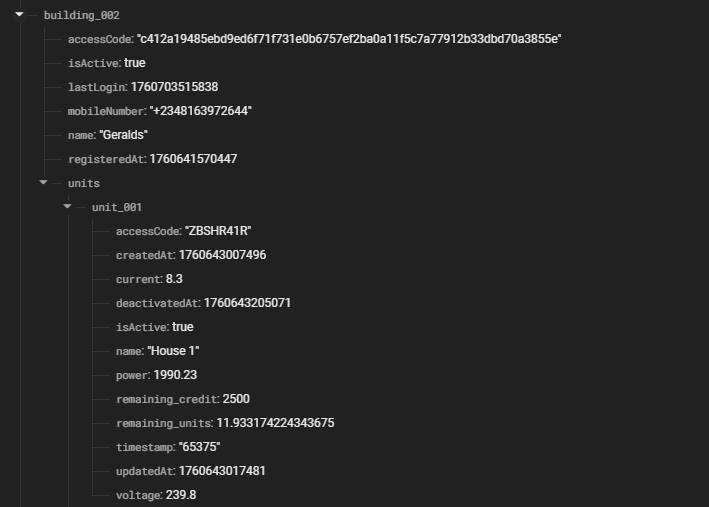 building_002
accessCode: "c412a19485ebd9ed6f71f731e0b6757ef2ba0a11f5c7a77912b33dbd70a3855e"
isActive: true
lastLogin: 1760703515838
mobileNumber: "+2348163972644"
name: "Geralds"
registeredAt: 1760641570447
units
unit_001
accessCode: "ZBSHR41R"
createdAt: 1760643007496
current: 8.3
deactivatedAt: 1760643205071
isActive: true
name: "House 1"
power: 1990.23
remaining_credit: 2500
remaining_units: 11.933174224343675
timestamp: "65375"
updatedAt: 1760643017481
voltage: 239.8